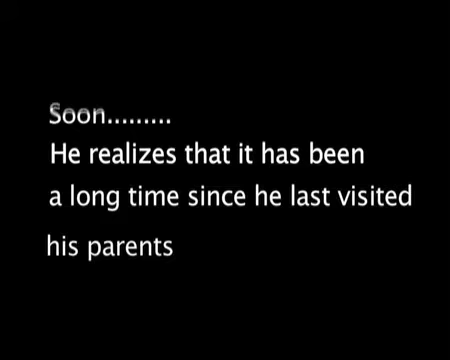 Soon.........
He realizes that it has been
a long time since he last visited
his parents